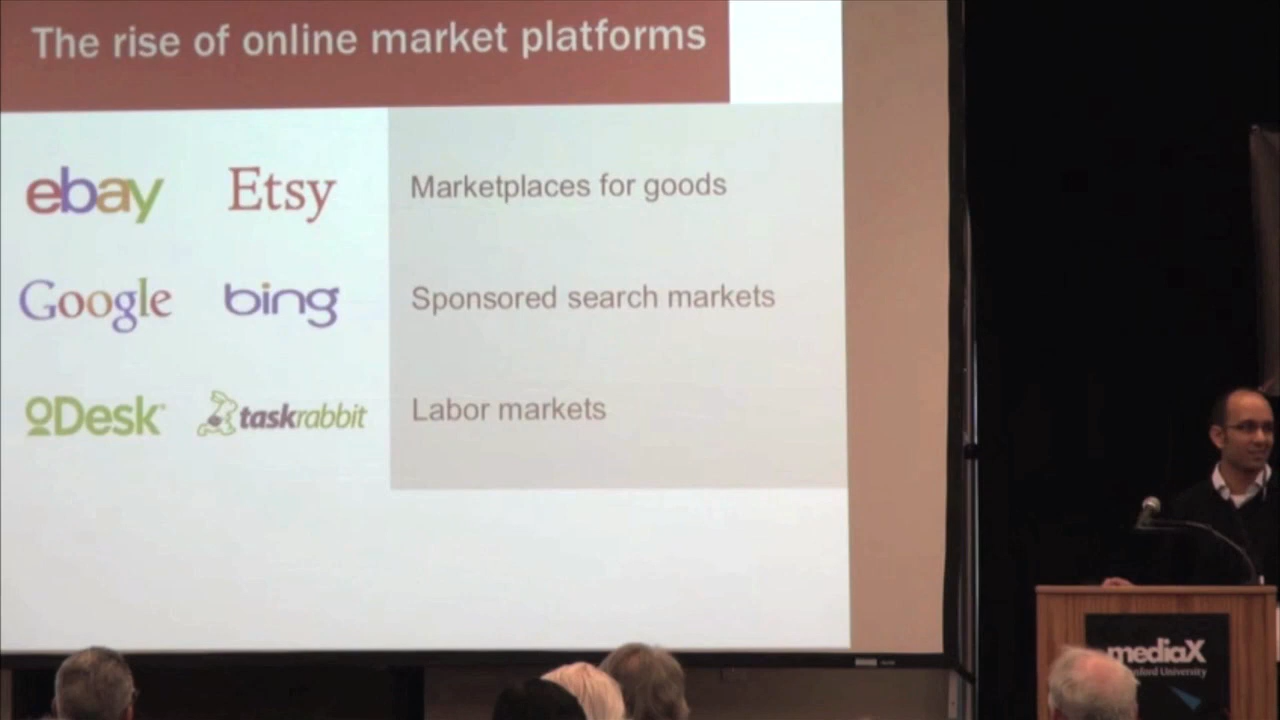 The rise of online market platforms
ebay Etsy Marketplaces for goods
Google bing Sponsored search markets
oDesk taskrabbit Labor markets
mediaX
University